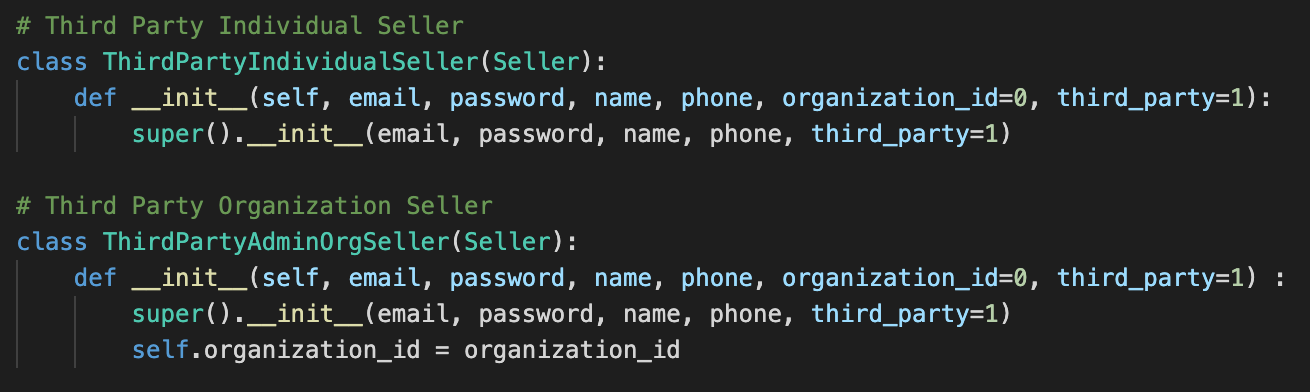 # Third Party Individual Seller
class ThirdPartyIndividualSeller(Seller):
    def __init__(self, email, password, name, phone, organization_id=0, third_party=1):
        super().__init__(email, password, name, phone, third_party=1)

# Third Party Organization Seller
class ThirdPartyAdminOrgSeller(Seller):
    def __init__(self, email, password, name, phone, organization_id=0, third_party=1) :
        super().__init__(email, password, name, phone, third_party=1)
        self.organization_id = organization_id